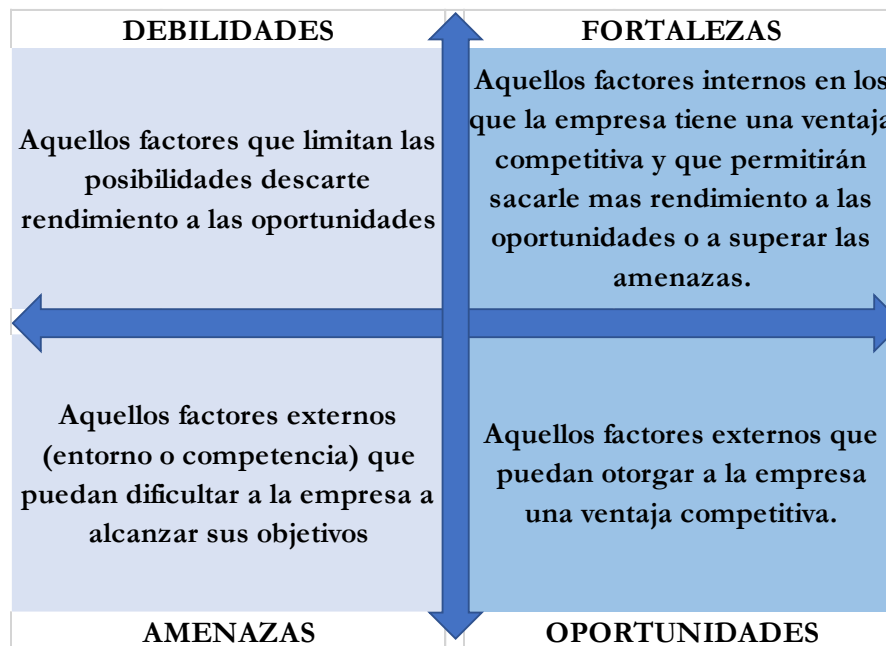 DEBILIDADES
Aquellos factores que limitan las
posibilidades descarte
rendimiento a las oportunidades
FORTALEZAS
Aquellos factores internos en los
que la empresa tiene una ventaja
competitiva y que permitirán
sacarle mas rendimiento a las
oportunidades o a superar las
amenazas.
Aquellos factores externos
(entorno o competencia) que
puedan dificultar a la empresa a
alcanzar sus objetivos
AMENAZAS
Aquellos factores externos que
puedan otorgar a la empresa
una ventaja competitiva.
OPORTUNIDADES